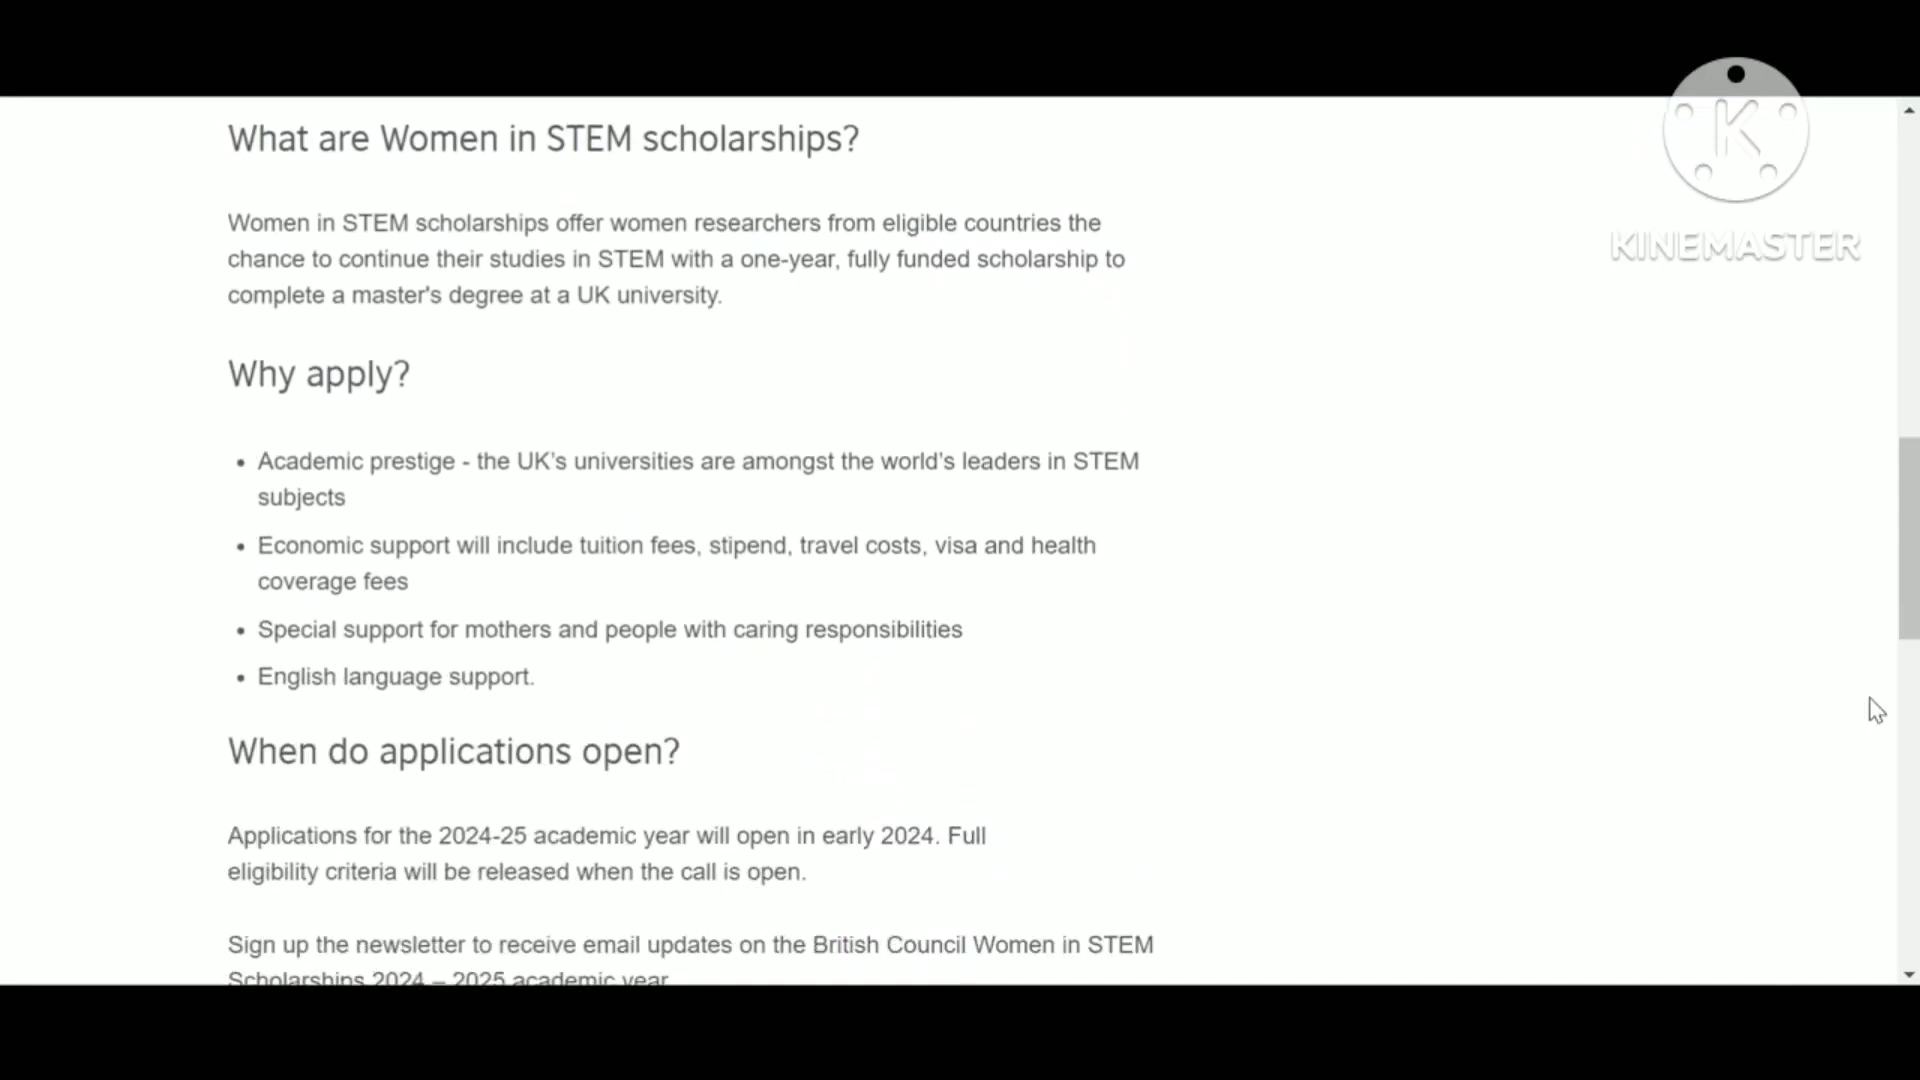 What are Women in STEM scholarships?
Women in STEM scholarships offer women researchers from eligible countries the
chance to continue their studies in STEM with a one-year, fully funded scholarship to
complete a master's degree at a UK university.
Why apply?
• Academic prestige - the UK's universities are amongst the world's leaders in STEM
subjects
• Economic support will include tuition fees, stipend, travel costs, visa and health
coverage fees
• Special support for mothers and people with caring responsibilities
• English language support.
When do applications open?
Applications for the 2024-25 academic year will open in early 2024. Full
eligibility criteria will be released when the call is open.
Sign up the newsletter to receive email updates on the British Council Women in STEM
Scholarships 2024 – 2025 academic year
K
KINEMASTER